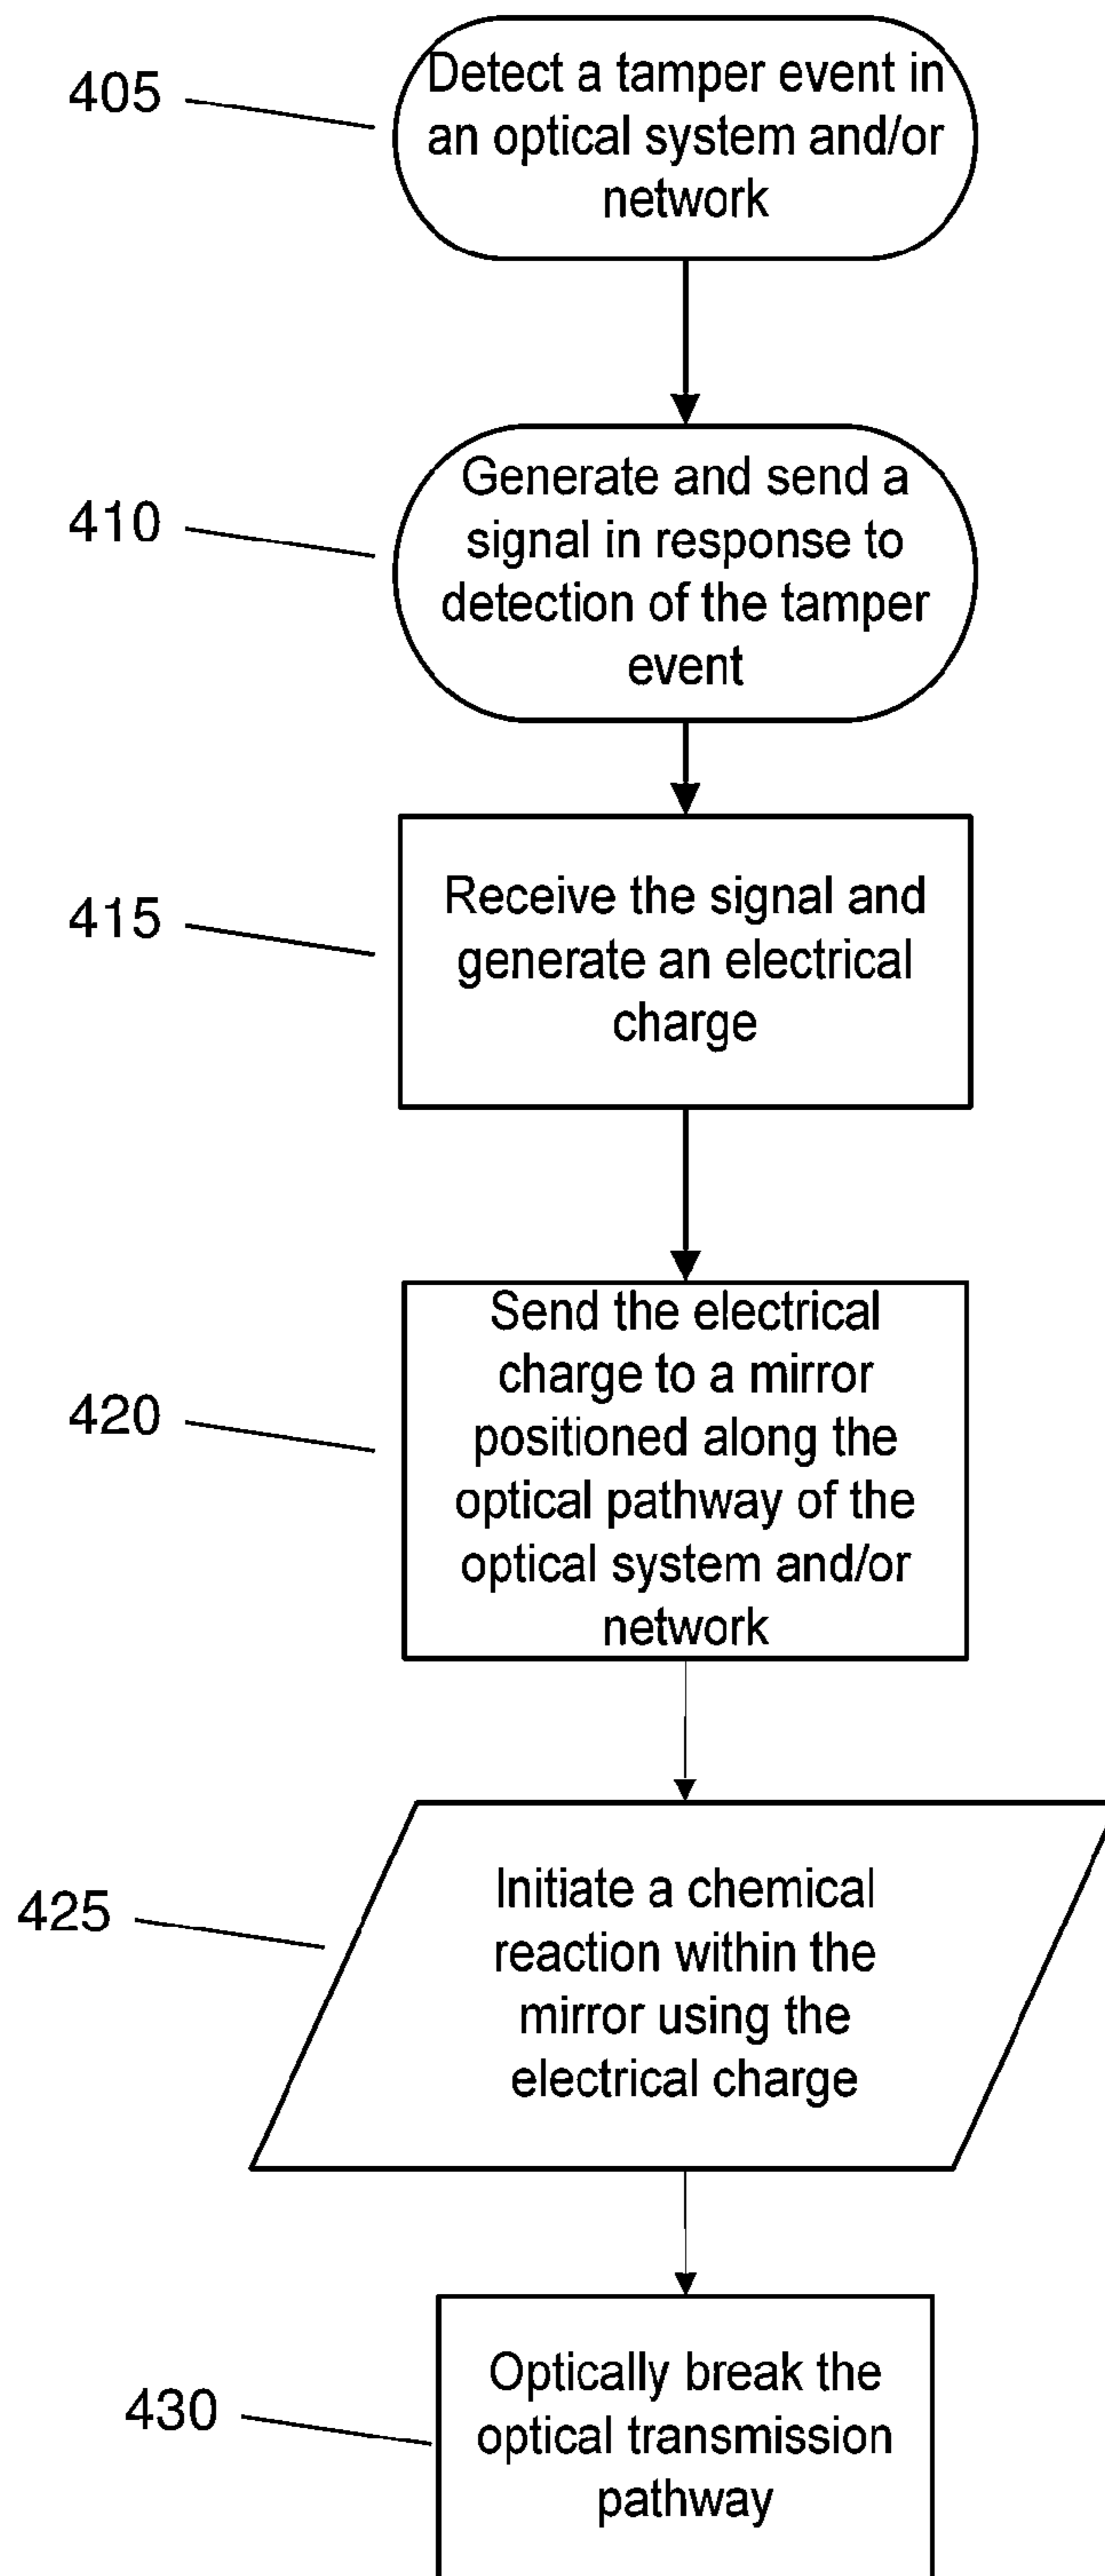 405
Detect a tamper event in
an optical system and/or
network
410
Generate and send a
signal in response to
detection of the tamper
event
415
Receive the signal and
generate an electrical
charge
420
Send the electrical
charge to a mirror
positioned along the
optical pathway of the
optical system and/or
network
425
Initiate a chemical
reaction within the
mirror using the
electrical charge
430
Optically break the
optical transmission
pathway